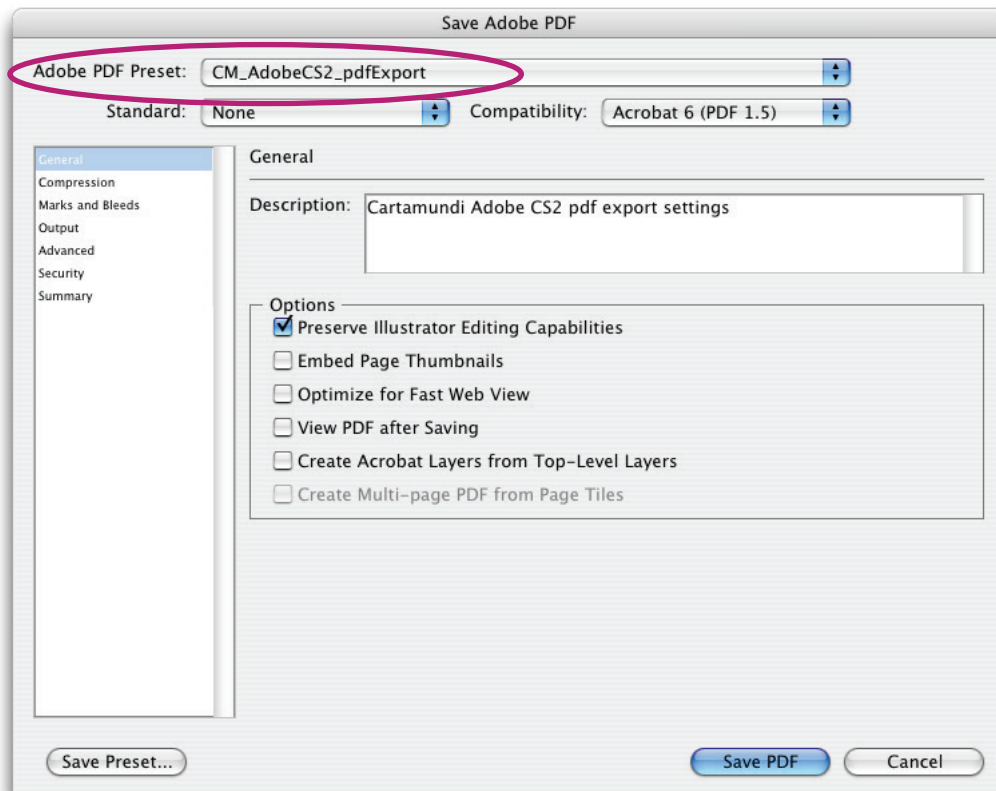 Save Adobe PDF
Adobe PDF Preset: CM_AdobeCS2_pdfExport
Standard: None Compatibility: Acrobat 6 (PDF 1.5)
General
Compression
Marks and Bleeds
Output
Advanced
Security
Summary
General
Description: Cartamundi Adobe CS2 pdf export settings
Options
Preserve Illustrator Editing Capabilities
Embed Page Thumbnails
Optimize for Fast Web View
View PDF after Saving
Create Acrobat Layers from Top-Level Layers
Create Multi-page PDF from Page Tiles
Save Preset... Save PDF Cancel